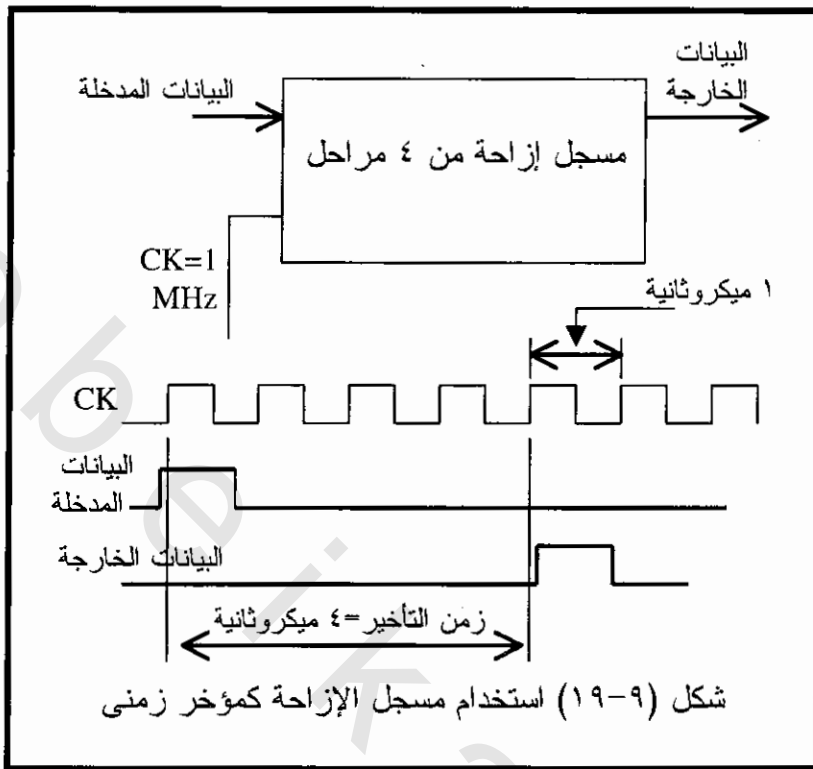 البيانات
الخارجة
البيانات المدخلة
مسجل إزاحة من ٤ مراحل
CK=1
MHz
١ ميكروثانية
CK
البيانات
المدخلة
البيانات الخارجة
زمن التأخير=٤ ميكروثانية
شكل (٩-١٩) استخدام مسجل الإزاحة كمؤخر زمنى